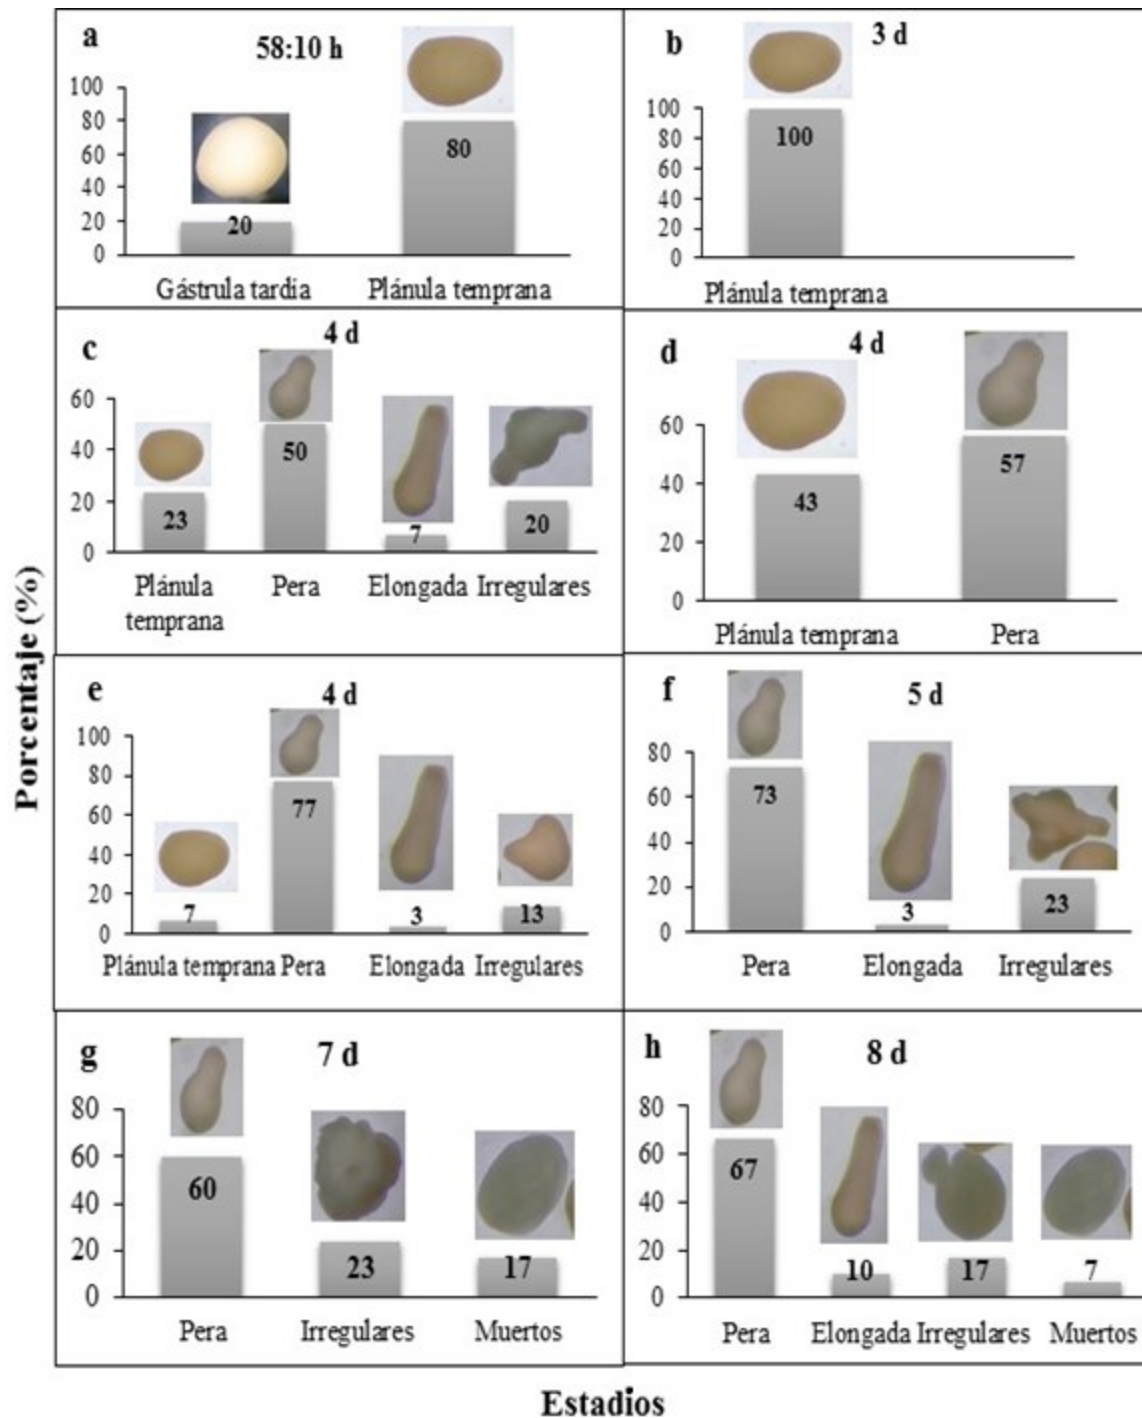 Porcentaje (%)
a
58:10 h
100
80
60
40
20
0
20
80
Gástrula tardía
Plánula temprana
b
3 d
100
80
60
40
20
0
100
Plánula temprana
c
4 d
60
40
20
0
23
50
7
20
Plánula
temprana
Pera
Elongada
Irregulares
d
4 d
60
40
20
0
43
57
Plánula temprana
Pera
e
4 d
100
80
60
40
20
0
7
77
3
13
Plánula temprana
Pera
Elongada
Irregulares
f
5 d
80
60
40
20
0
73
3
23
Pera
Elongada
Irregulares
g
7 d
80
60
40
20
0
60
23
17
Pera
Irregulares
Muertos
h
8 d
80
60
40
20
0
67
10
17
7
Pera
Elongada
Irregulares
Muertos
Estadios